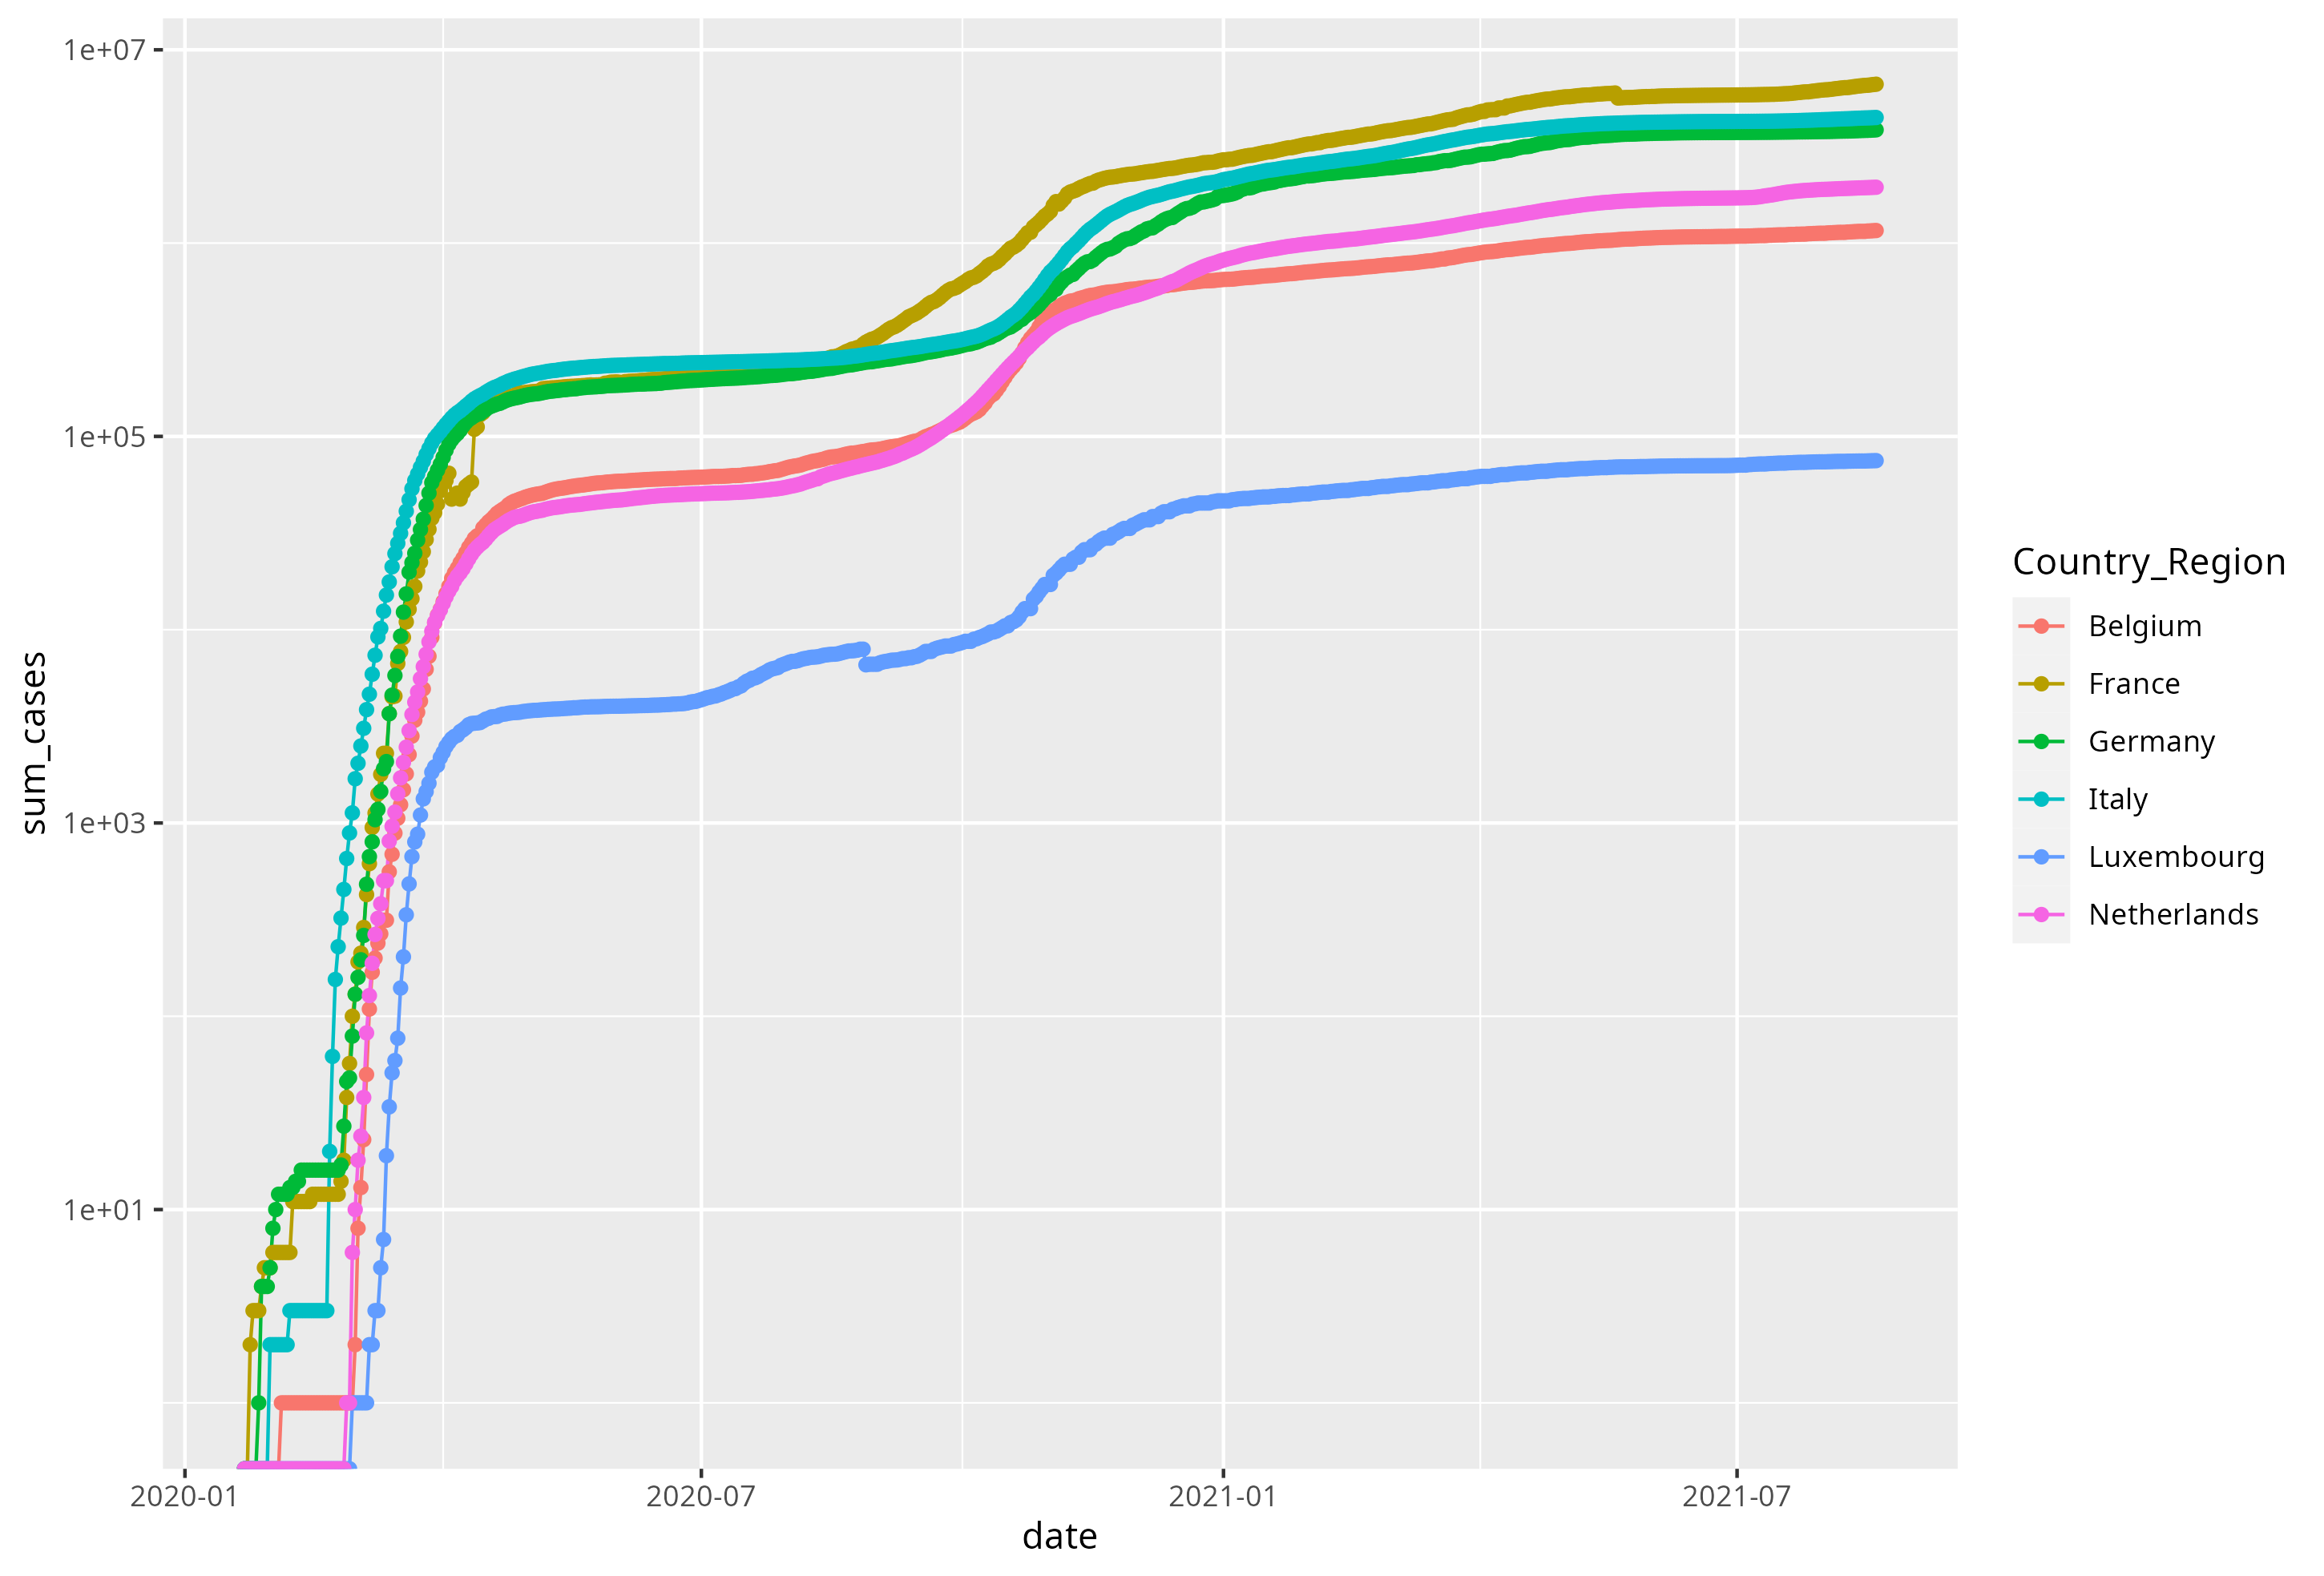 1e+07
1e+05
1e+03
1e+01
sum_cases
2020-01
2020-07
2021-01
2021-07
date
Country_Region
Belgium
France
Germany
Italy
Luxembourg
Netherlands